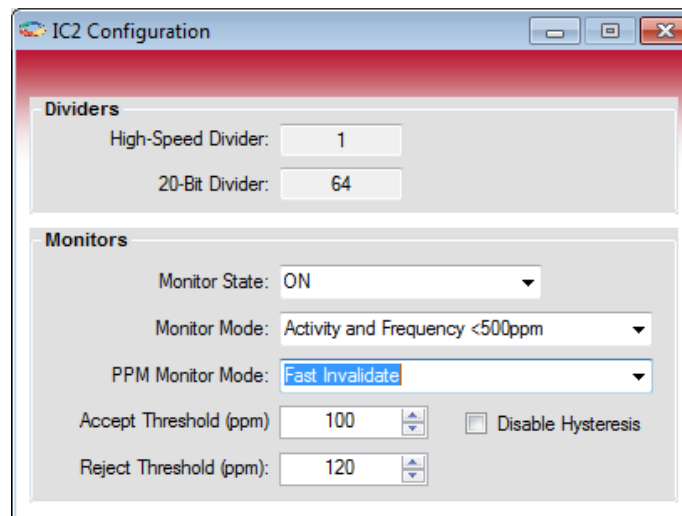 IC2 Configuration
Dividers
High-Speed Divider: 1
20-Bit Divider: 64
Monitors
Monitor State: ON
Monitor Mode: Activity and Frequency <500ppm
PPM Monitor Mode: Fast Invalidate
Accept Threshold (ppm) 100 Disable Hysteresis
Reject Threshold (ppm): 120